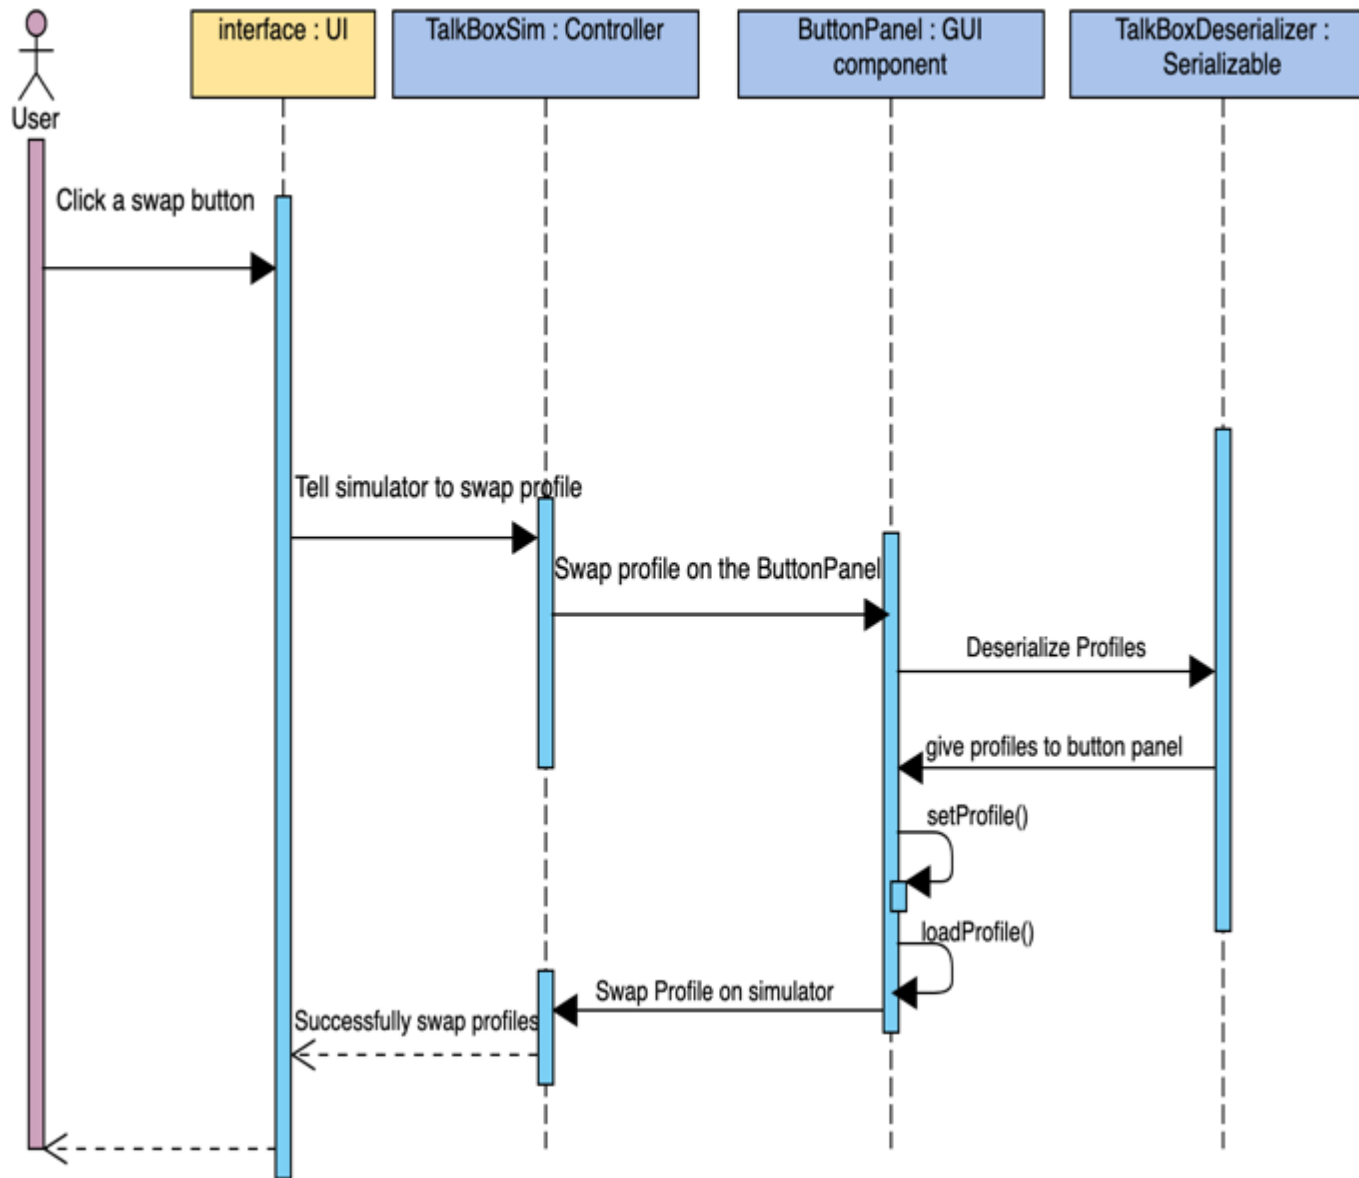 interface : UI
TalkBoxSim : Controller
ButtonPanel : GUI
component
TalkBoxDeserializer :
Serializable
User
Click a swap button
Tell simulator to swap profile
Swap profile on the ButtonPanel
Deserialize Profiles
give profiles to button panel
setProfile()
loadProfile()
Swap Profile on simulator
Successfully swap profiles